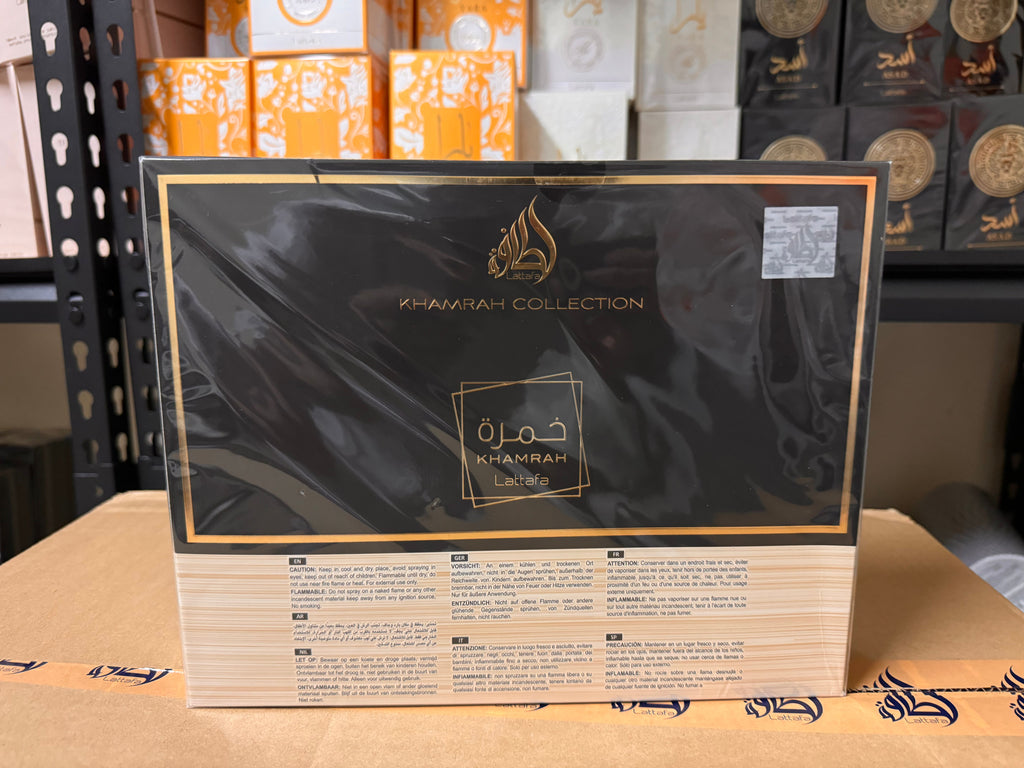 لطافة
Lattafa
KHAMRAH COLLECTION
خمرة
KHAMRAH
Lattafa
EN
CAUTION: Keep in cool and dry place, avoid spraying in
eyes, keep out of reach of children. Flammable until dry, do
not use near fire flame or heat. For external use only.
FLAMMABLE: Do not spray on a naked flame or any other
incandescent material keep away from any ignition source.
No smoking.
AR
NIL
LET OP: Bewaar op een koele en droge plaats, vermijd
sproeien in de ogen, buiten het bereik van kinderen houden.
Ontvlambaar tot het droog is, niet gebruiken in de buurt van
vuur, vlammen of hitte. Alleen voor uitwendig gebruik.
ONTVLAMBAAR: Niet in een open vlam of ander gloeiend
materiaal spuiten. Blijf uit de buurt van ontstekingsbronnen.
Niet roken.
GER
VORSICHT: An einem kühlen und trockenen Ort
aufbewahren, nicht in die Augen sprühen, außerhalb der
Reichweite von Kindern aufbewahren. Bis zum Trocknen
brennbar, nicht in der Nähe von Feuer oder Hitze verwenden.
Nur für äußere Anwendung.
ENTZÜNDLICH: Nicht auf offene Flamme oder andere
glühende Gegenstände sprühen, von Zündquellen
fernhalten, nicht rauchen.
IT
ATTENZIONE: Conservare in luogo fresco e asciutto, evitare
di spruzzare negli occhi, tenere fuori dalla portata dei
bambini, infiammabile fino a secco, non utilizzare vicino a
fiamme o fonti di calore. Solo per uso esterno.
INFIAMMABILE: non spruzzare su una fiamma libera o su
qualsiasi altro materiale incandescente, tenere lontano da
qualsiasi fonte di accensione, non fumare.
FR
ATTENTION: Conserver dans un endroit frais et sec, éviter
de vaporiser dans les yeux, tenir hors de portée des enfants,
inflammable jusqu'à ce qu'il soit sec, ne pas, utiliser à
proximité d'un feu ou d'une source de chaleur. Pour usage
externe uniquement.
INFLAMMABLE: Ne pas vaporiser sur une flamme nue ou
sur tout autre matériau incandescent, tenir à l'écart de toute
source d'inflammation, ne pas fumer.
SP
PRECAUCIÓN: Mantener en un lugar fresco y seco, evitar
rociar en los ojos, mantener fuera del alcance de los niños,
inflamable hasta que se seque, no usar cerca de llamas o
calor. Solo para uso externo.
INFLAMABLE: No rocíe sobre una llama desnuda o
cualquier otro material incandescente manténgase alejado
de cualquier fuente de ignición. No fumar
أسد
ASAD
أسد
ASAD
أسد
أسد
ASAD
أسد
Lattafa
Lattafa
Lattafa
Lattafa
Lattafa